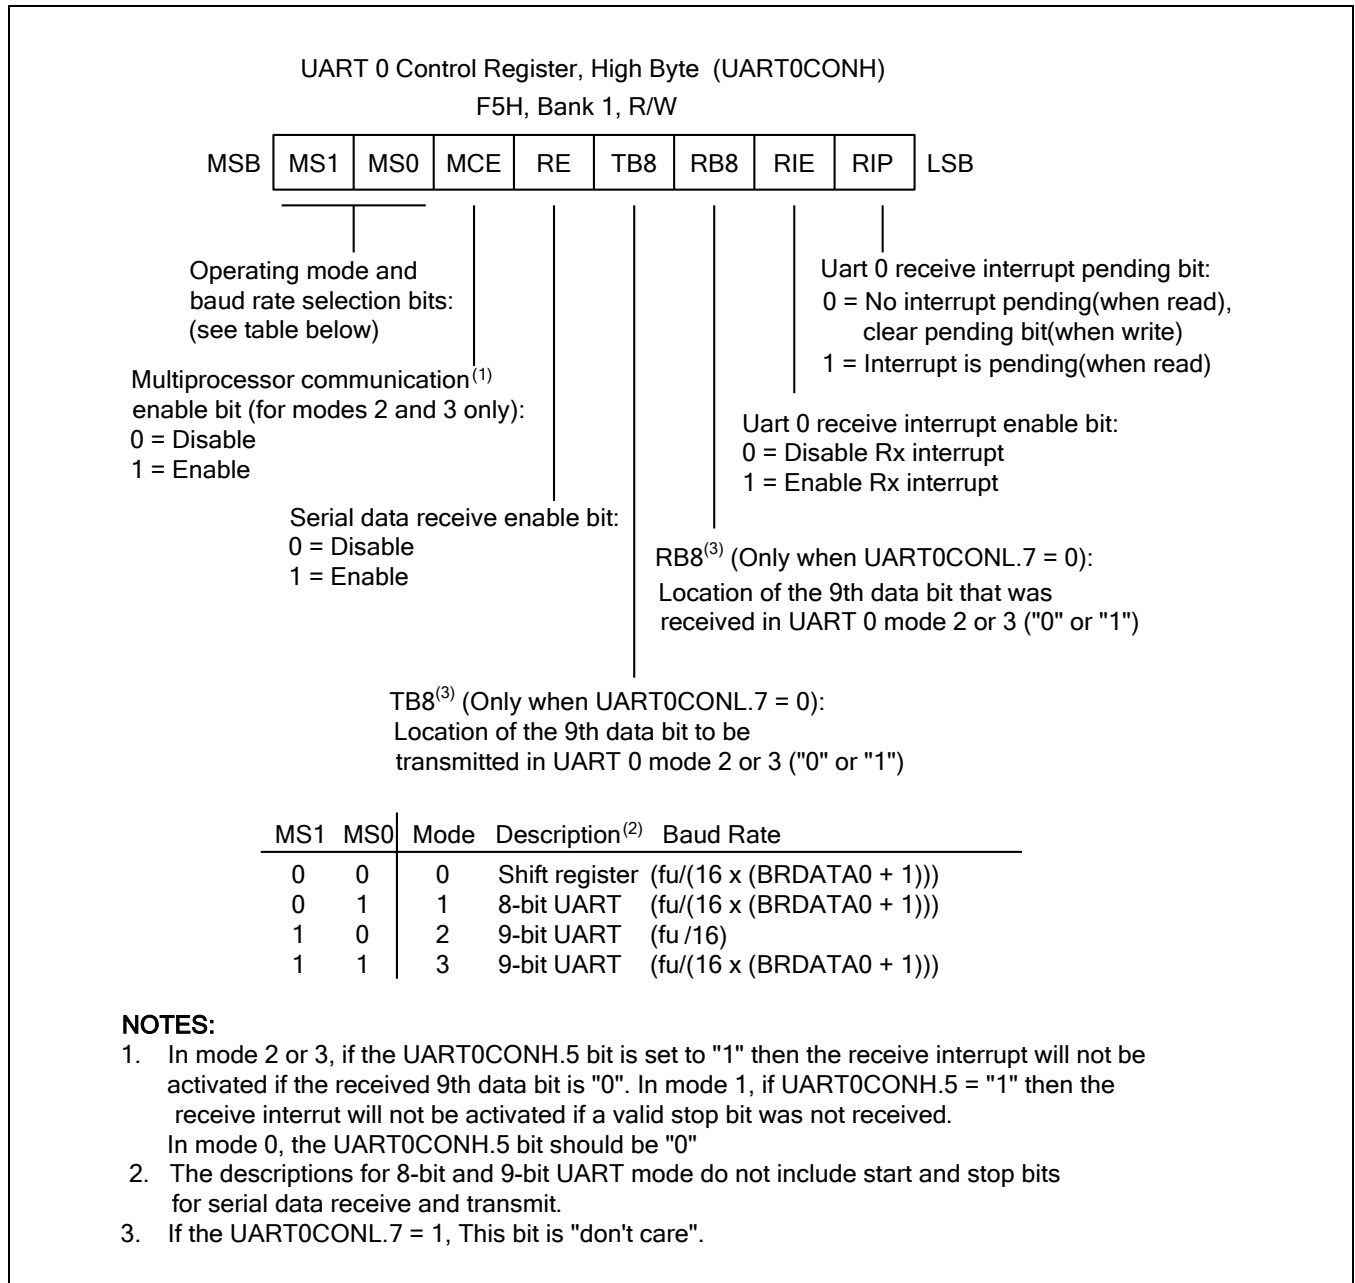 UART 0 Control Register, High Byte (UART0CONH)
F5H, Bank 1, R/W
MSB MS1 MS0 MCE RE TB8 RB8 RIE RIP LSB
Operating mode and
baud rate selection bits:
(see table below)
Multiprocessor communication(1)
enable bit (for modes 2 and 3 only):
0 = Disable
1 = Enable
Serial data receive enable bit:
0 = Disable
1 = Enable
Uart 0 receive interrupt pending bit:
0 = No interrupt pending(when read),
clear pending bit(when write)
1 = Interrupt is pending(when read)
Uart 0 receive interrupt enable bit:
0 = Disable Rx interrupt
1 = Enable Rx interrupt
RB8(3) (Only when UART0CONL.7 = 0):
Location of the 9th data bit that was
received in UART 0 mode 2 or 3 ("0" or "1")
TB8(3) (Only when UART0CONL.7 = 0):
Location of the 9th data bit to be
transmitted in UART 0 mode 2 or 3 ("0" or "1")
MS1 MS0 Mode Description(2) Baud Rate
0 0 0 Shift register (fu/(16 x (BRDATA0 + 1)))
0 1 1 8-bit UART (fu/(16 x (BRDATA0 + 1)))
1 0 2 9-bit UART (fu /16)
1 1 3 9-bit UART (fu/(16 x (BRDATA0 + 1)))
NOTES:
1. In mode 2 or 3, if the UART0CONH.5 bit is set to "1" then the receive interrupt will not be
activated if the received 9th data bit is "0". In mode 1, if UART0CONH.5 = "1" then the
receive interrut will not be activated if a valid stop bit was not received.
In mode 0, the UART0CONH.5 bit should be "0"
2. The descriptions for 8-bit and 9-bit UART mode do not include start and stop bits
for serial data receive and transmit.
3. If the UART0CONL.7 = 1, This bit is "don't care".